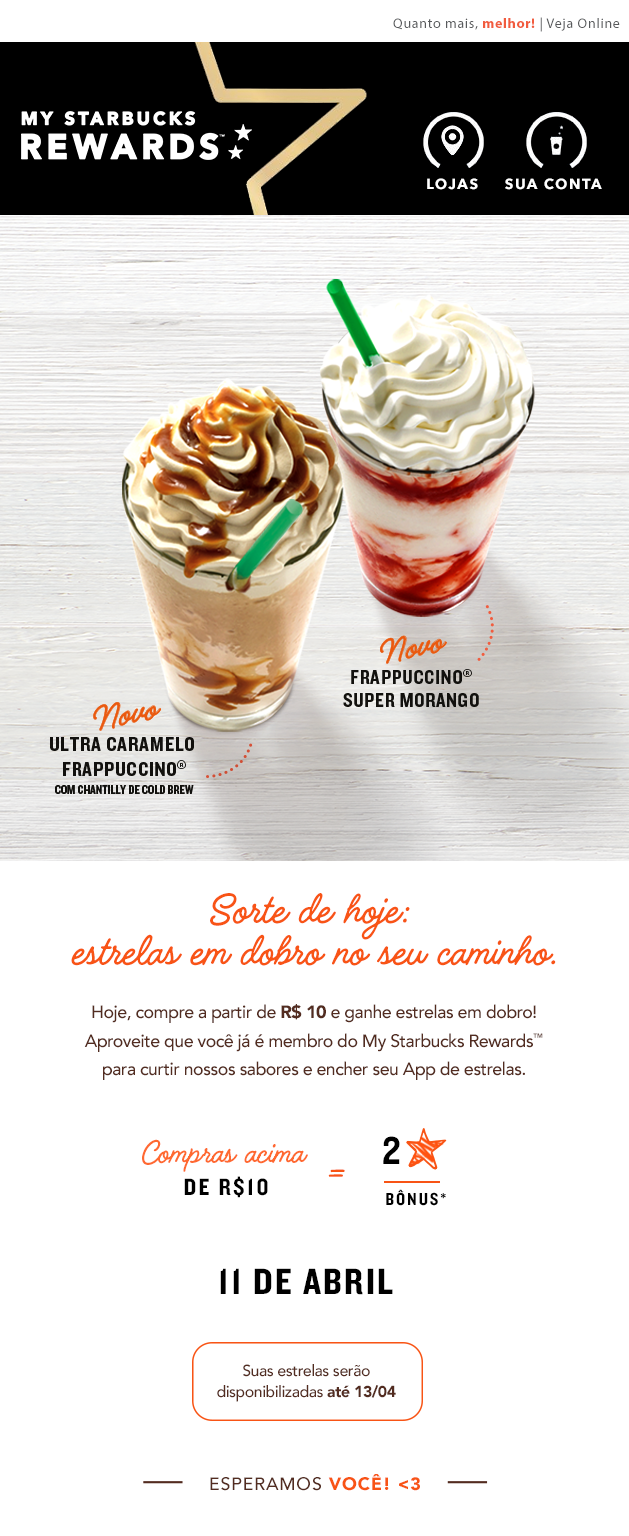 Quanto mais, melhor! | Veja Online
MY STARBUCKS
REWARDS™
LOJAS
SUA CONTA
Novo
FRAPPUCCINO®
SUPER MORANGO
Novo
ULTRA CARAMELO
FRAPPUCCINO®
COM CHANTILLY DE COLD BREW
Sorte de hoje:
estrelas em dobro no seu caminho.
Hoje, compre a partir de R$ 10 e ganhe estrelas em dobro!
Aproveite que você já é membro do My Starbucks Rewards™
para curtir nossos sabores e encher seu App de estrelas.
Compras acima
DE R$10
=
2
BÔNUS*
11 DE ABRIL
Suas estrelas serão
disponibilizadas até 13/04
ESPERAMOS VOCÊ! <3